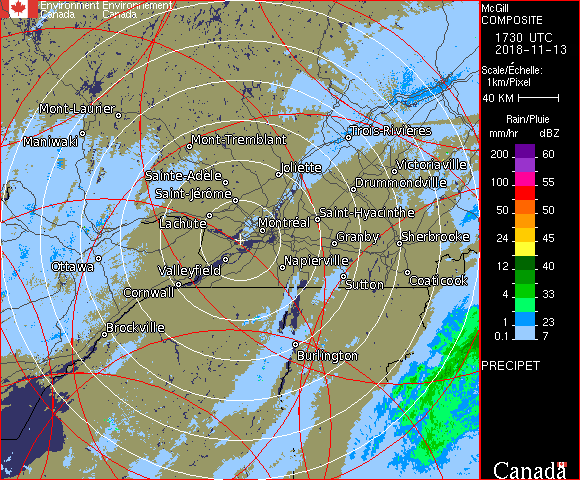 Environment Environnement
Canada Canada
Mont-Laurier
Maniwaki
Mont-Tremblant
Trois-Rivières
Joliette
Victoriaville
Sainte-Adèle
Drummondville
Saint-Jérôme
Lachute
Saint-Hyacinthe
Montréal
Granby
Sherbrooke
Ottawa
Valleyfield
Napierville
Sutton
Coaticook
Cornwall
Brockville
Burlington
McGill
COMPOSITE
1730 UTC
2018-11-13
Scale/Échelle:
1km/Pixel
40 KM
Rain/Pluie
mm/hr dBZ
200 60
100 55
50 50
24 45
12 40
4 33
1 23
0.1 7
PRECIPET
Canada